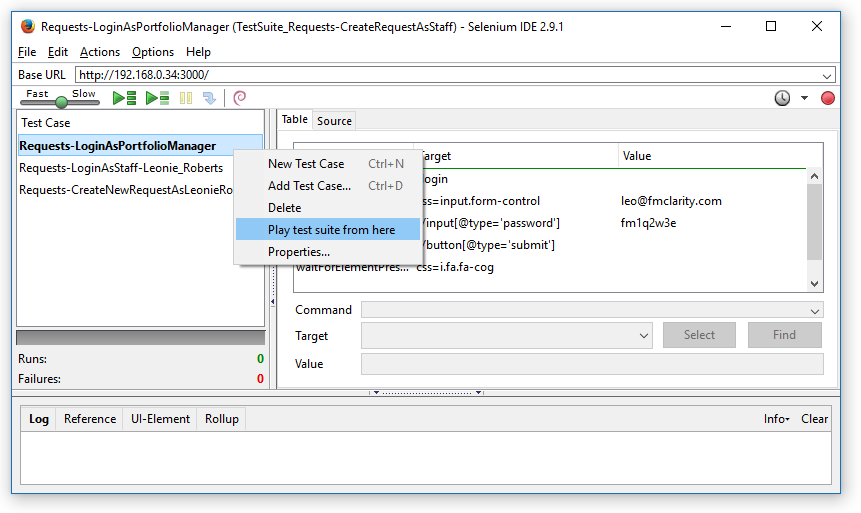 Requests-LoginAsPortfolioManager (TestSuite_Requests-CreateRequestAsStaff) - Selenium IDE 2.9.1
File Edit Actions Options Help
Base URL http://192.168.0.34:3000/
Fast Slow
Test Case
Requests-LoginAsPortfolioManager
Requests-LoginAsStaff-Leonie_Roberts
Requests-CreateNewRequestAsLeonieRo
New Test Case Ctrl+N
Add Test Case... Ctrl+D
Delete
Play test suite from here
Properties...
Table Source
Target Value
login
css=input.form-control leo@fmclarity.com
/input[@type='password'] fm1q2w3e
/button[@type='submit']
waitForElementPres... css=i.fa.fa-cog
Command
Target Select Find
Value
Runs: 0
Failures: 0
Log Reference UI-Element Rollup Info Clear